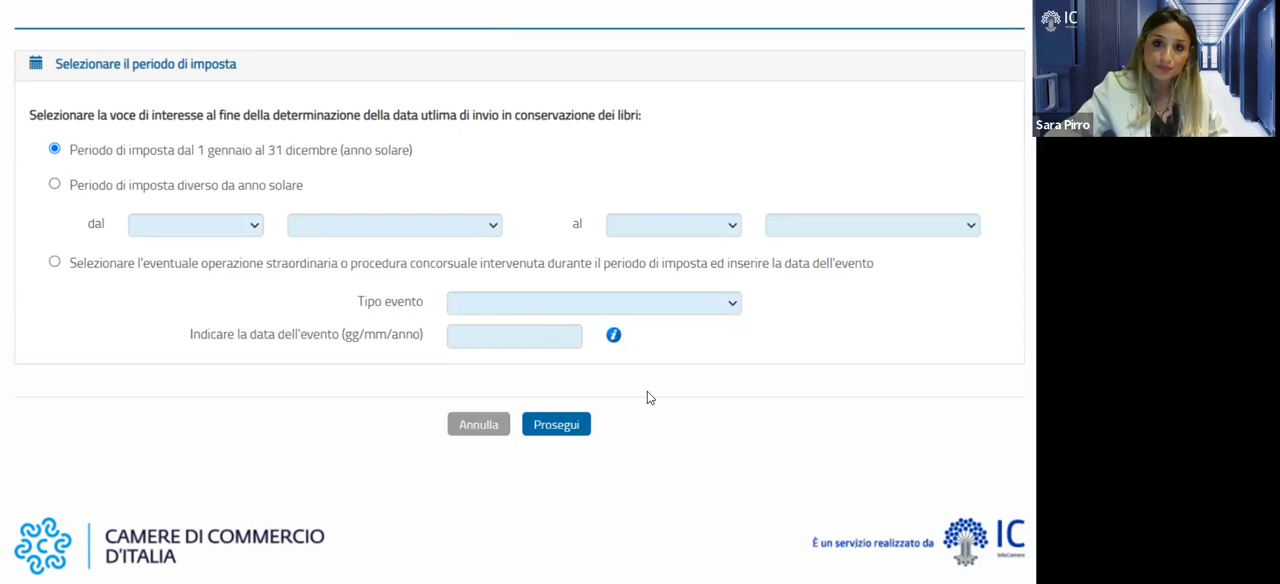 Selezionare il periodo di imposta
Selezionare la voce di interesse al fine della determinazione della data utlima di invio in conservazione dei libri:
Periodo di imposta dal 1 gennaio al 31 dicembre (anno solare)
Periodo di imposta diverso da anno solare
dal al
Selezionare l'eventuale operazione straordinaria o procedura concorsuale intervenuta durante il periodo di imposta ed inserire la data dell'evento
Tipo evento
Indicare la data dell'evento (gg/mm/anno)
Annulla Prosegui
CAMERE DI COMMERCIO
D'ITALIA
È un servizio realizzato da
IC
InfoCamere
IC
Sara Pirro